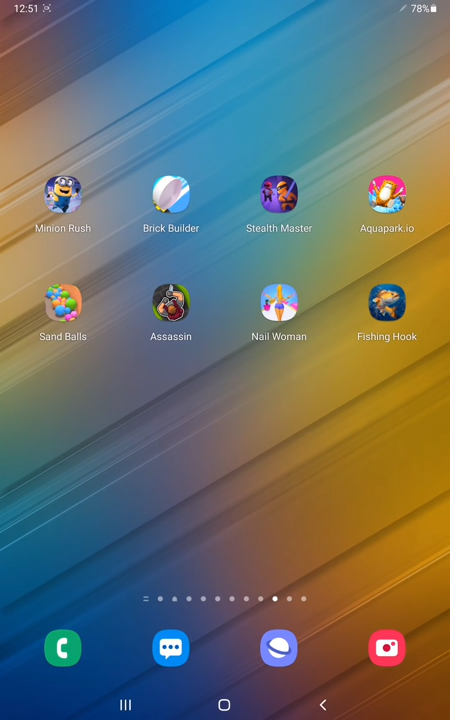 12:51
78%
Minion Rush
Brick Builder
Stealth Master
Aquapark.io
Sand Balls
Assassin
Nail Woman
Fishing Hook